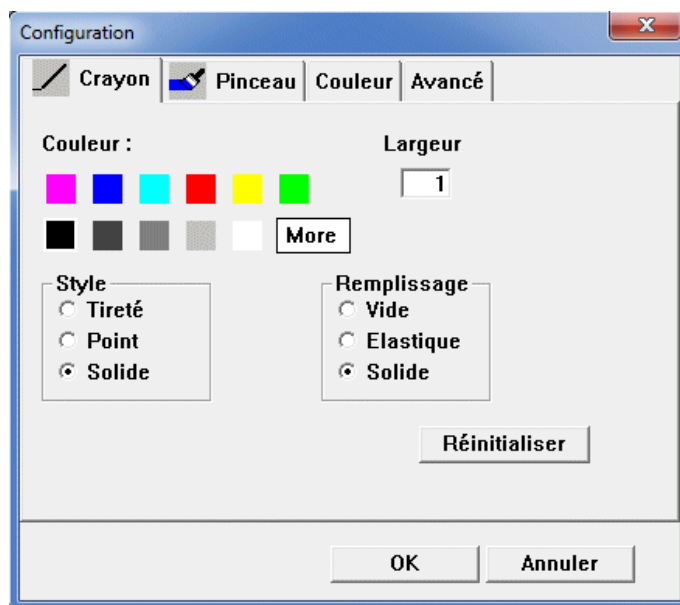 Configuration
Crayon Pinceau Couleur Avancé
Couleur : Largeur
1
More
Style Remplissage
Tireté Vide
Point Elastique
Solide Solide
Réinitialiser
OK Annuler